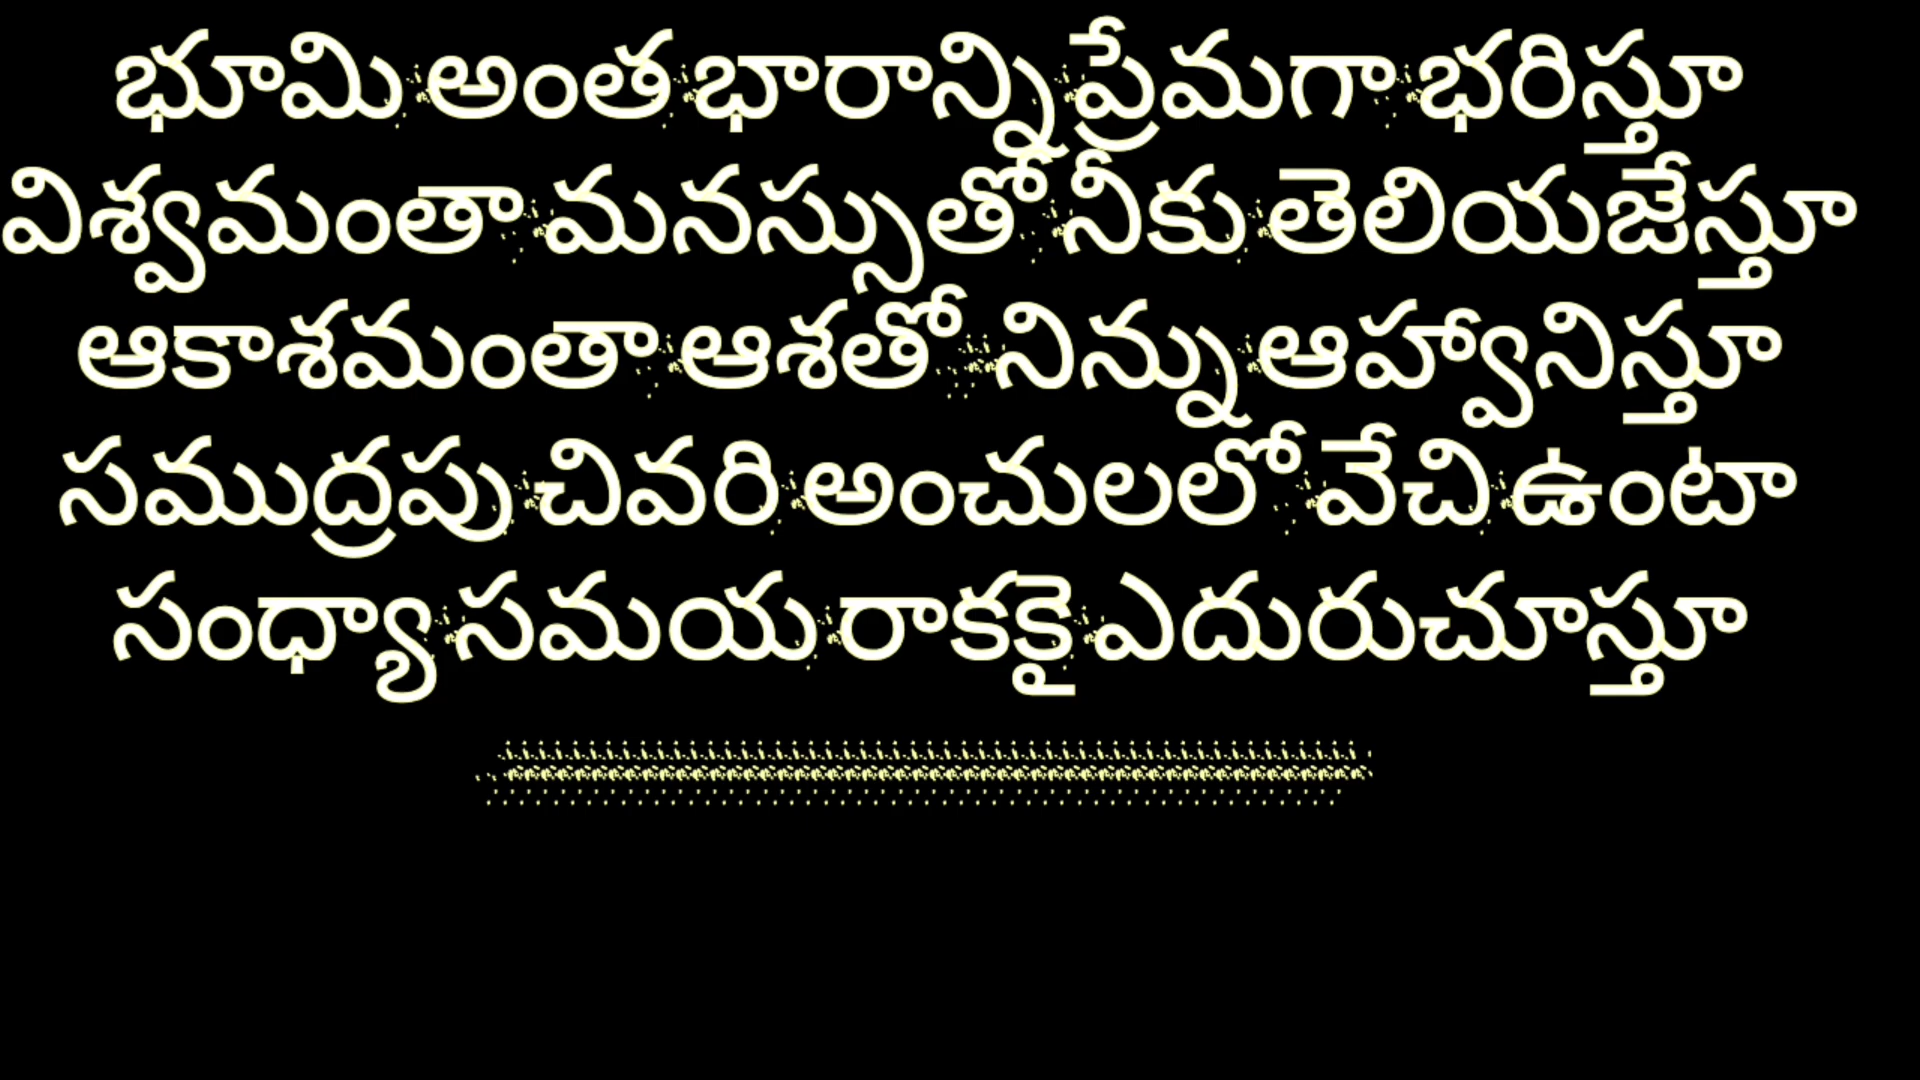 భూమి అంత భారాన్ని ప్రేమగా భరిస్తూ
విశ్వమంతా మనస్సుతో నీకు తెలియజేస్తూ
ఆకాశమంతా ఆశతో నిన్ను ఆహ్వానిస్తూ
సముద్రపు చివరి అంచులలో వేచి ఉంటా
సంధ్యా సమయ రాకకై ఎదురుచూస్తూ